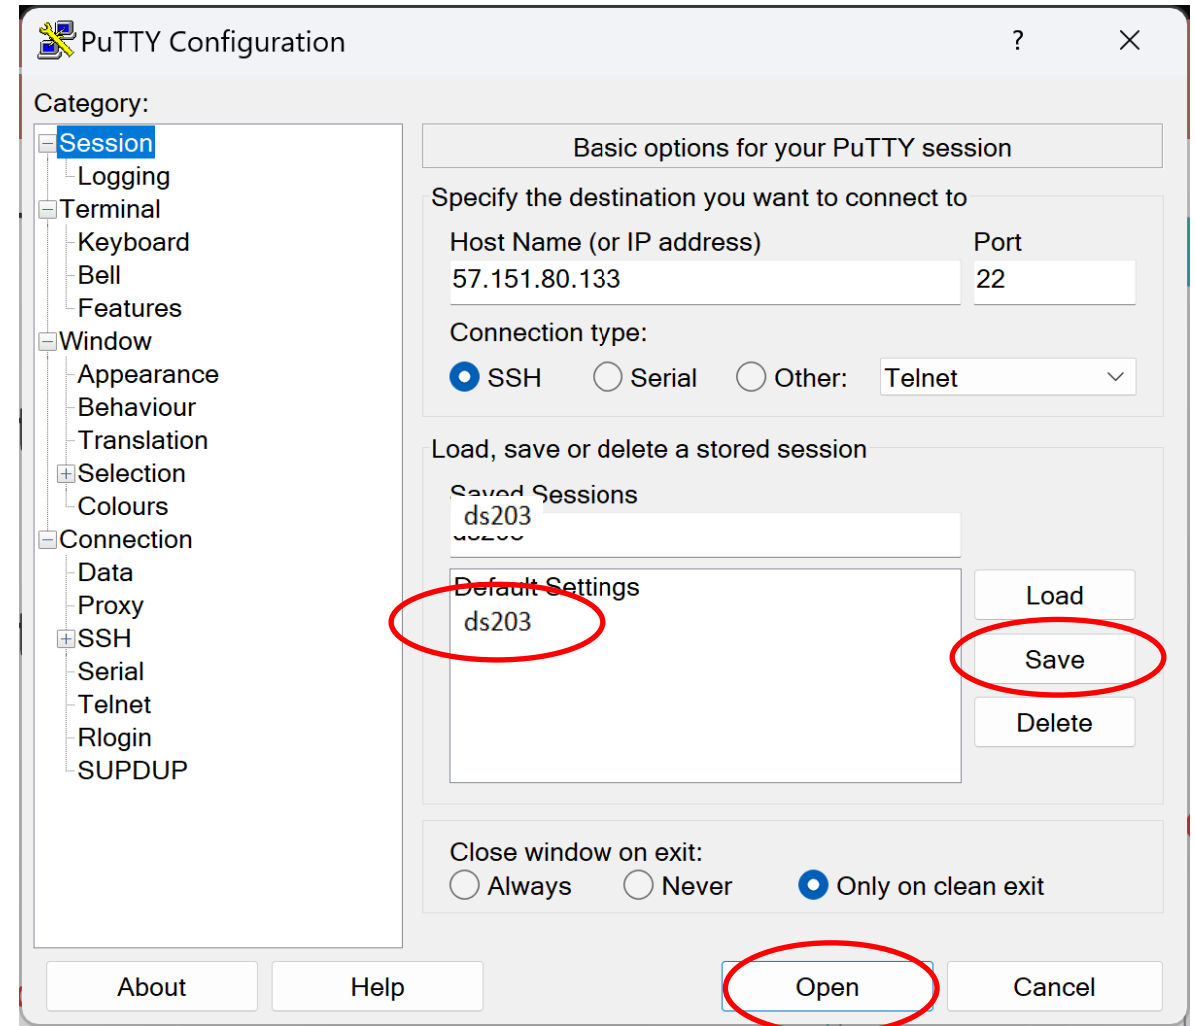 PuTTY Configuration ?
Category:
Session
Logging
Terminal
Keyboard
Bell
Features
Window
Appearance
Behaviour
Translation
Selection
Colours
Connection
Data
Proxy
SSH
Serial
Telnet
Rlogin
SUPDUP
Basic options for your PuTTY session
Specify the destination you want to connect to
Host Name (or IP address) Port
57.151.80.133 22
Connection type:
SSH Serial Other: Telnet
Load, save or delete a stored session
Saved Sessions
ds203
Default Settings
ds203
Load
Save
Delete
Close window on exit:
Always Never Only on clean exit
About Help Open Cancel